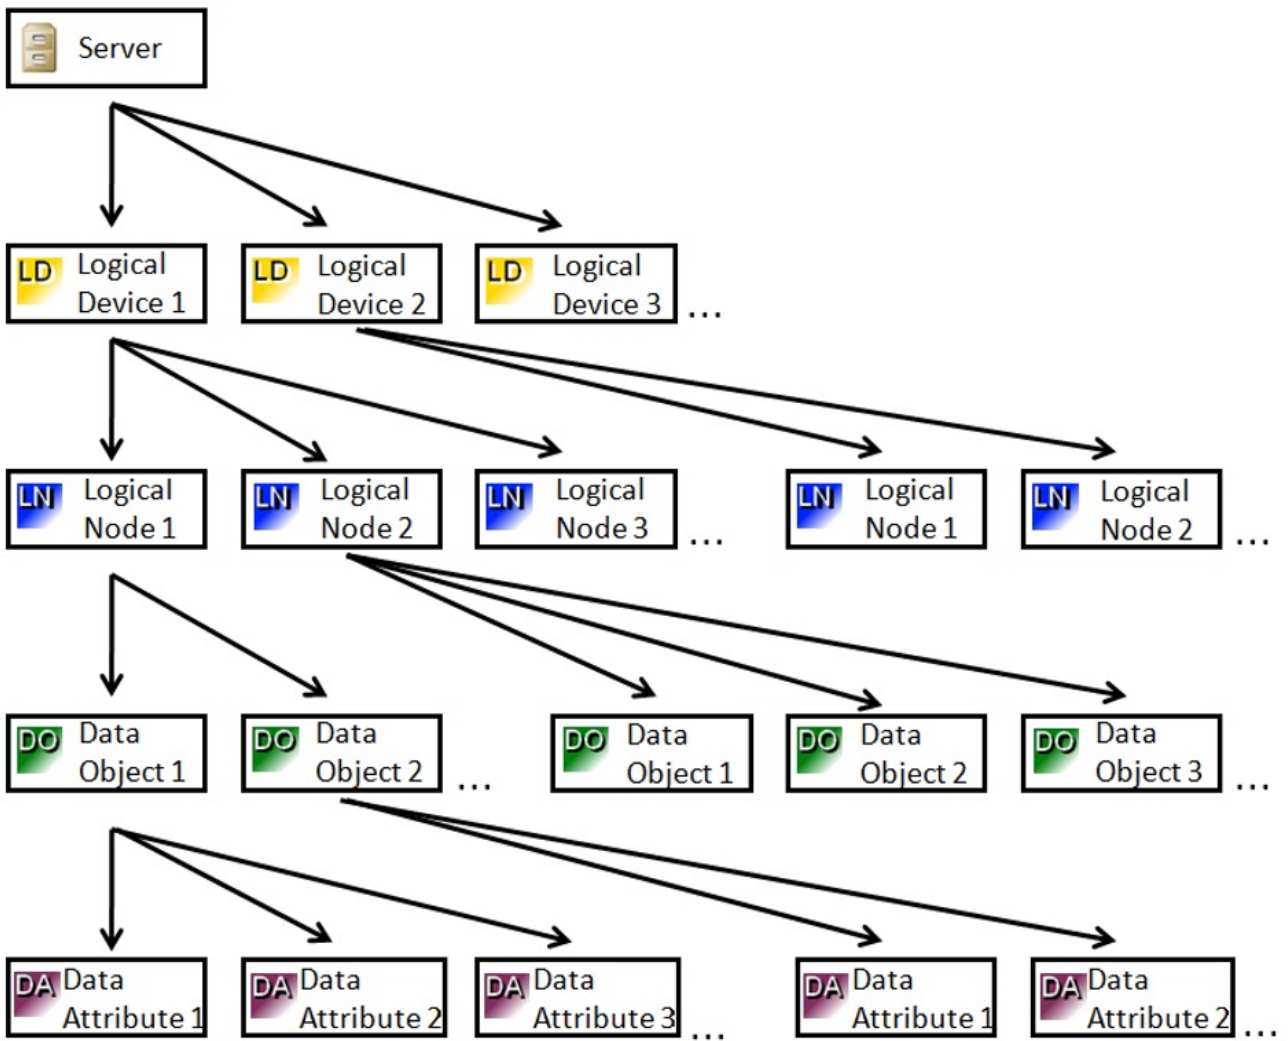 Server
LD Logical
Device 1
LD Logical
Device 2
LD Logical
Device 3
...
LN Logical
Node 1
LN Logical
Node 2
LN Logical
Node 3
...
LN Logical
Node 1
LN Logical
Node 2
...
DO Data
Object 1
DO Data
Object 2
...
DO Data
Object 1
DO Data
Object 2
DO Data
Object 3
...
DA Data
Attribute 1
DA Data
Attribute 2
DA Data
Attribute 3
...
DA Data
Attribute 1
DA Data
Attribute 2
...